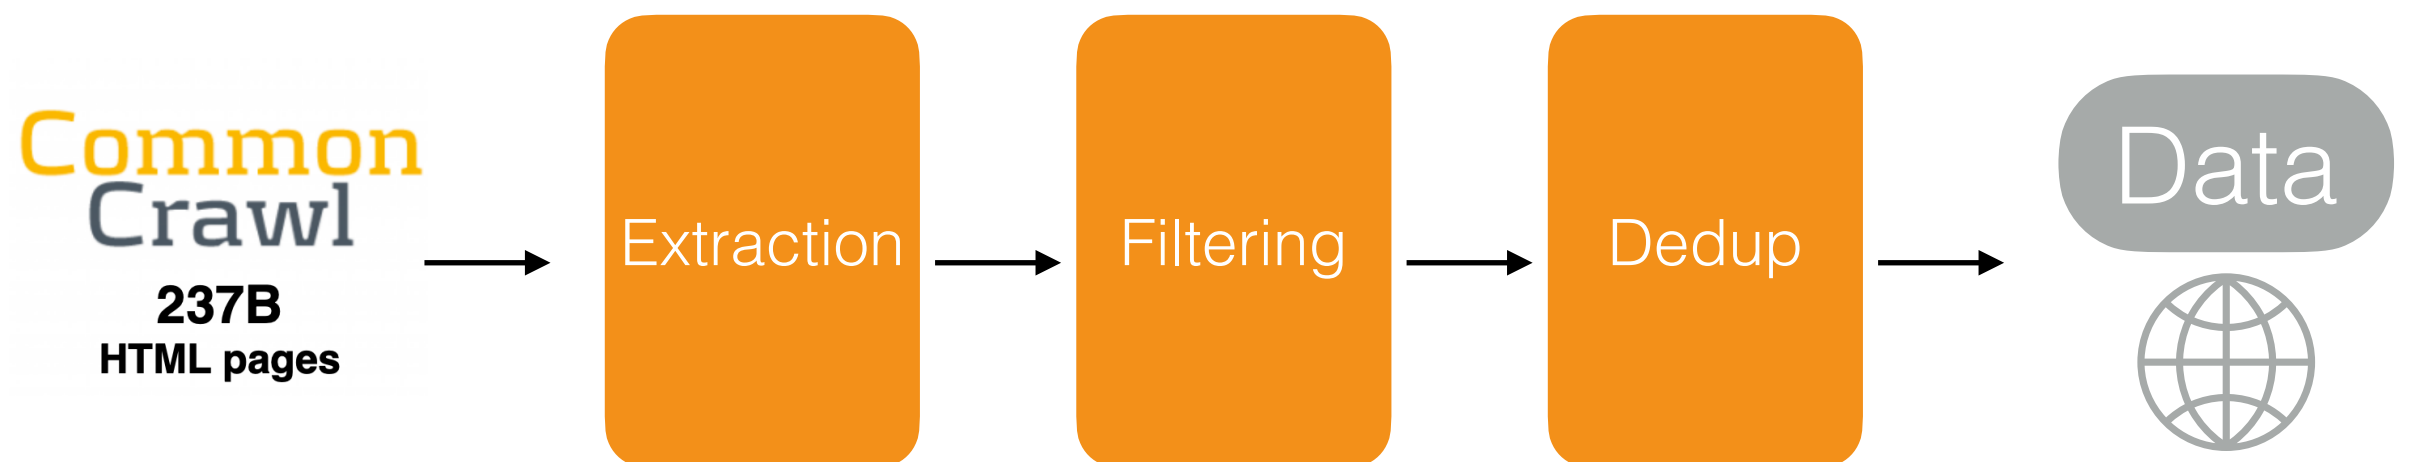 Common
Crawl
237B
HTML pages
Extraction
Filtering
Dedup
Data